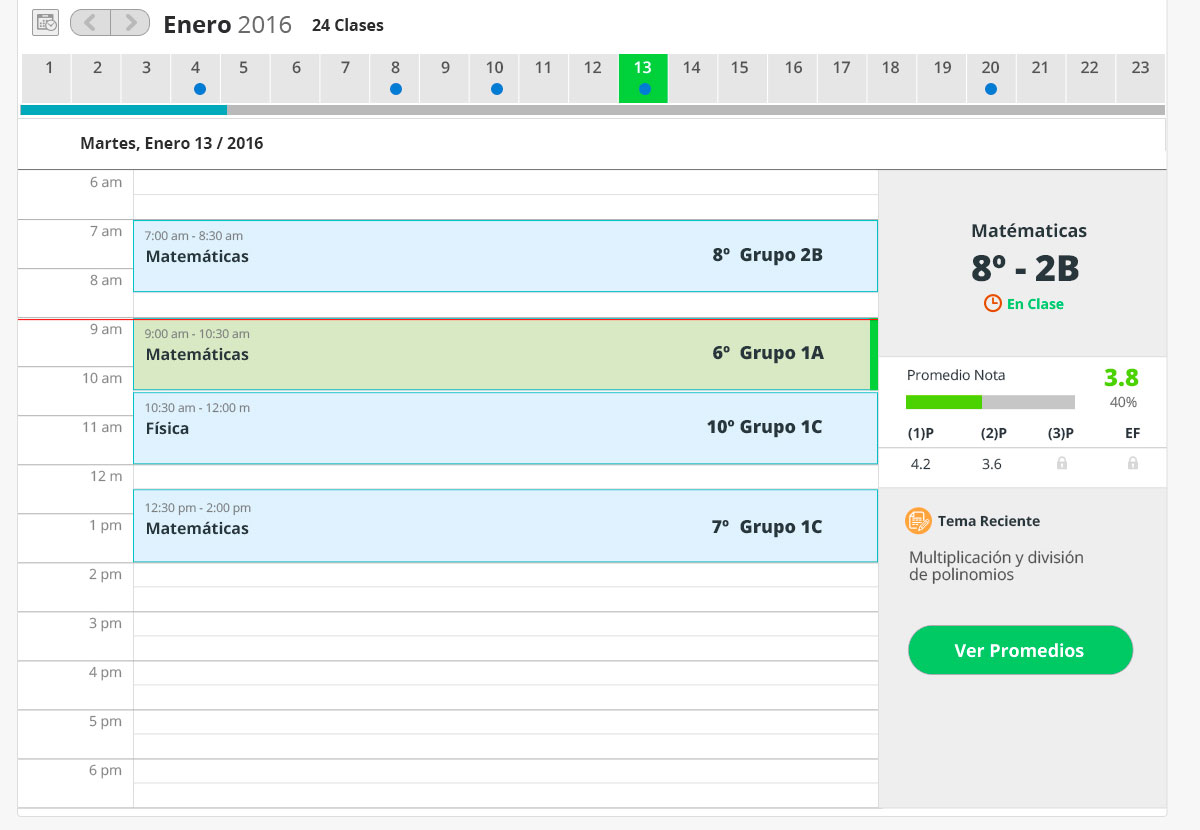 Enero 2016 24 Clases
1 2 3 4 5 6 7 8 9 10 11 12 13 14 15 16 17 18 19 20 21 22 23
Martes, Enero 13 / 2016
6 am
7 am
8 am
9 am
10 am
11 am
12 m
1 pm
2 pm
3 pm
4 pm
5 pm
6 pm
7:00 am - 8:30 am
Matemáticas 8º Grupo 2B
9:00 am - 10:30 am
Matemáticas 6º Grupo 1A
10:30 am - 12:00 m
Física 10º Grupo 1C
12:30 pm - 2:00 pm
Matemáticas 7º Grupo 1C
Matématicas
8º - 2B
En Clase
Promedio Nota 3.8
40%
(1)P (2)P (3)P EF
4.2 3.6
Tema Reciente
Multiplicación y división
de polinomios
Ver Promedios